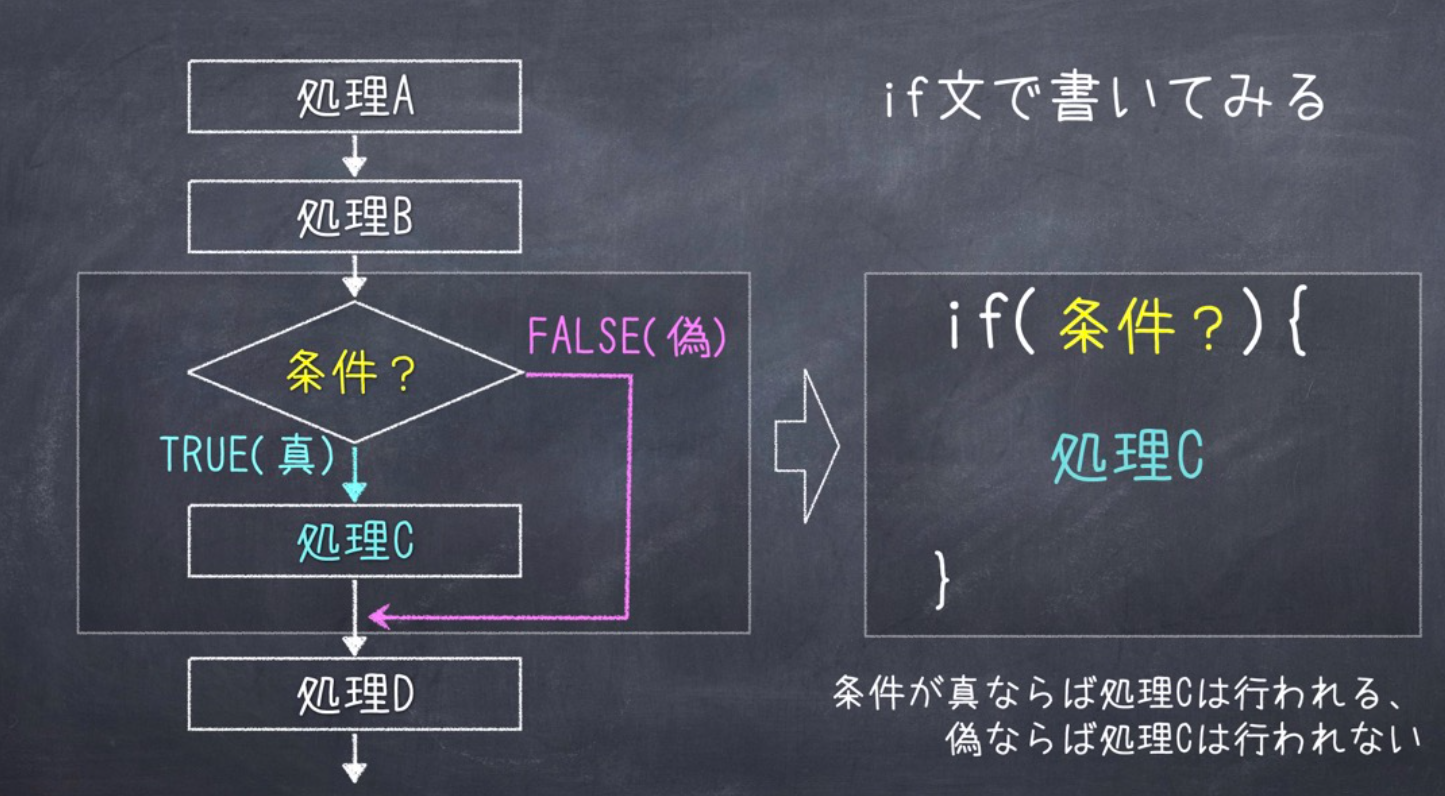 if文で書いてみる
処理A
処理B
条件?
FALSE(偽)
TRUE(真)
処理C
処理D
if(条件?){
処理C
}
条件が真ならば処理Cは行われる、
偽ならば処理Cは行われない